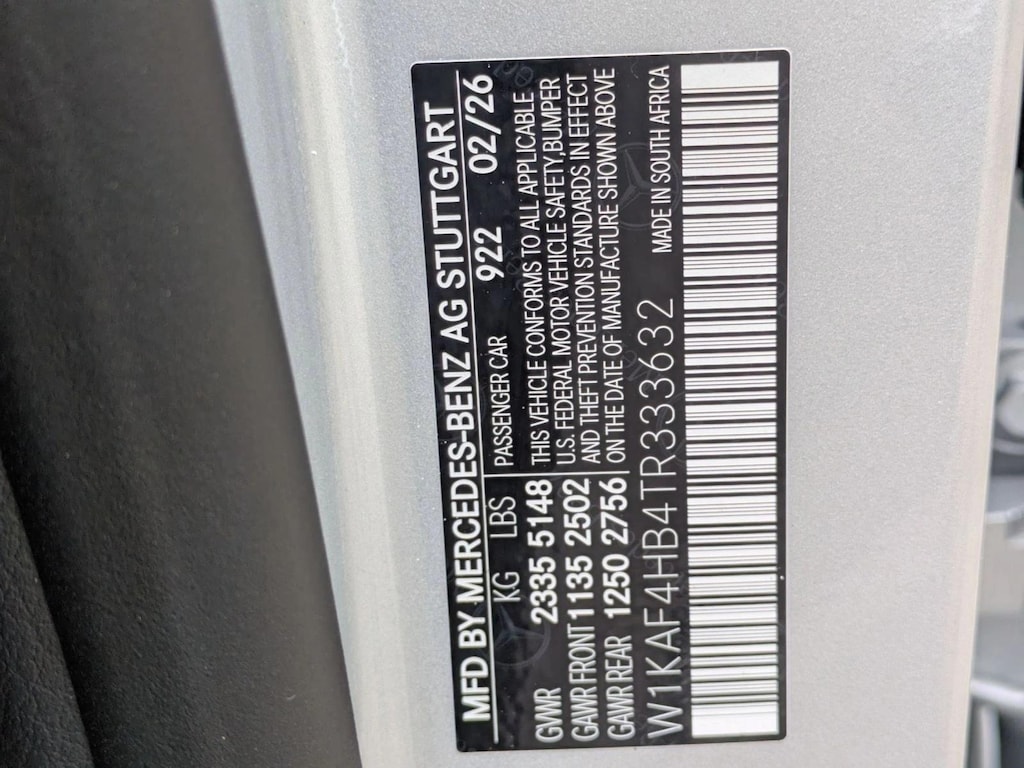 MFD BY MERCEDES-BENZ AG STUTTGART
KG LBS PASSENGER CAR 922 02/26
GVWR 2335 5148 THIS VEHICLE CONFORMS TO ALL APPLICABLE
GAWR FRONT 1135 2502 U.S. FEDERAL MOTOR VEHICLE SAFETY,BUMPER
AND THEFT PREVENTION STANDARDS IN EFFECT
GAWR REAR 1250 2756 ON THE DATE OF MANUFACTURE SHOWN ABOVE
W1KAF4HB4TR333632 MADE IN SOUTH AFRICA